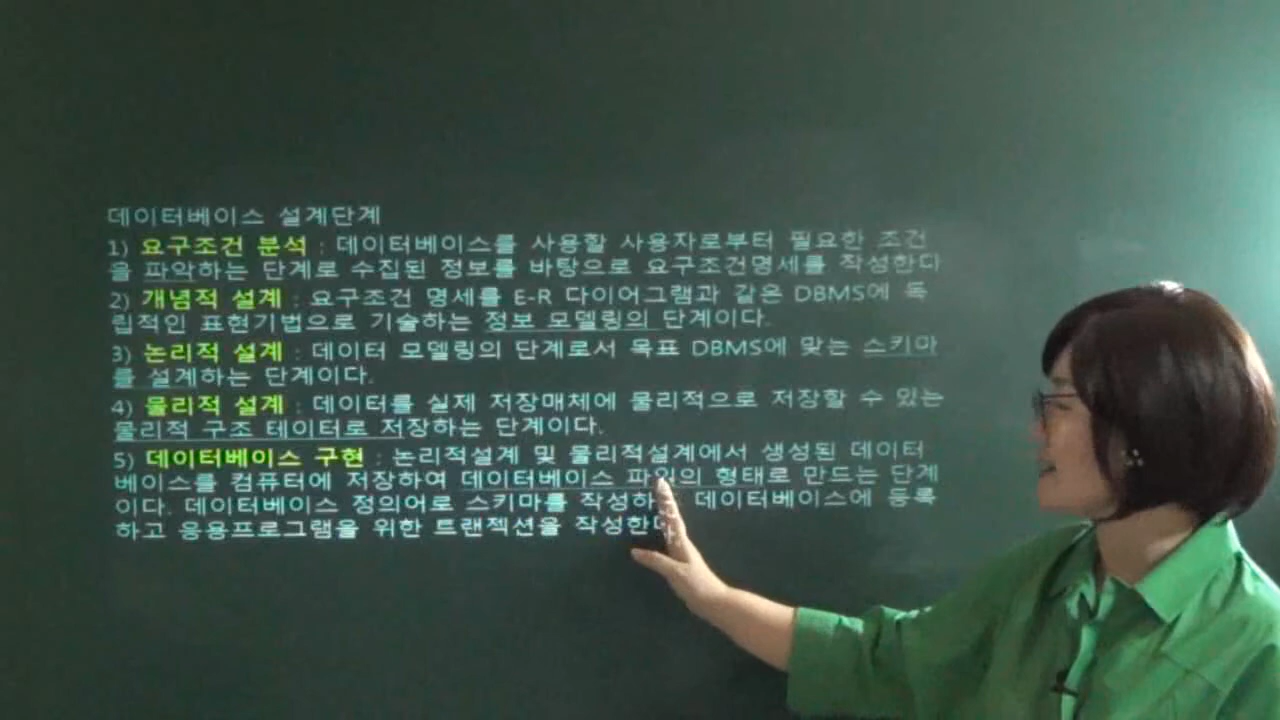 데이터베이스 설계단계
1) 요구조건 분석 : 데이터베이스를 사용할 사용자로부터 필요한 조건
을 파악하는 단계로 수집된 정보를 바탕으로 요구조건명세를 작성한다
2) 개념적 설계 : 요구조건 명세를 E-R 다이어그램과 같은 DBMS에 독
립적인 표현기법으로 기술하는 정보 모델링의 단계이다.
3) 논리적 설계 : 데이터 모델링의 단계로서 목표 DBMS에 맞는 스키마
를 설계하는 단계이다.
4) 물리적 설계 : 데이터를 실제 저장매체에 물리적으로 저장할 수 있는
물리적 구조 테이터로 저장하는 단계이다.
5) 데이터베이스 구현 : 논리적설계 및 물리적설계에서 생성된 데이터
베이스를 컴퓨터에 저장하여 데이터베이스 파일의 형태로 만드는 단계
이다. 데이터베이스 정의어로 스키마를 작성하 데이터베이스에 등록
하고 응용프로그램을 위한 트랜젝션을 작성한